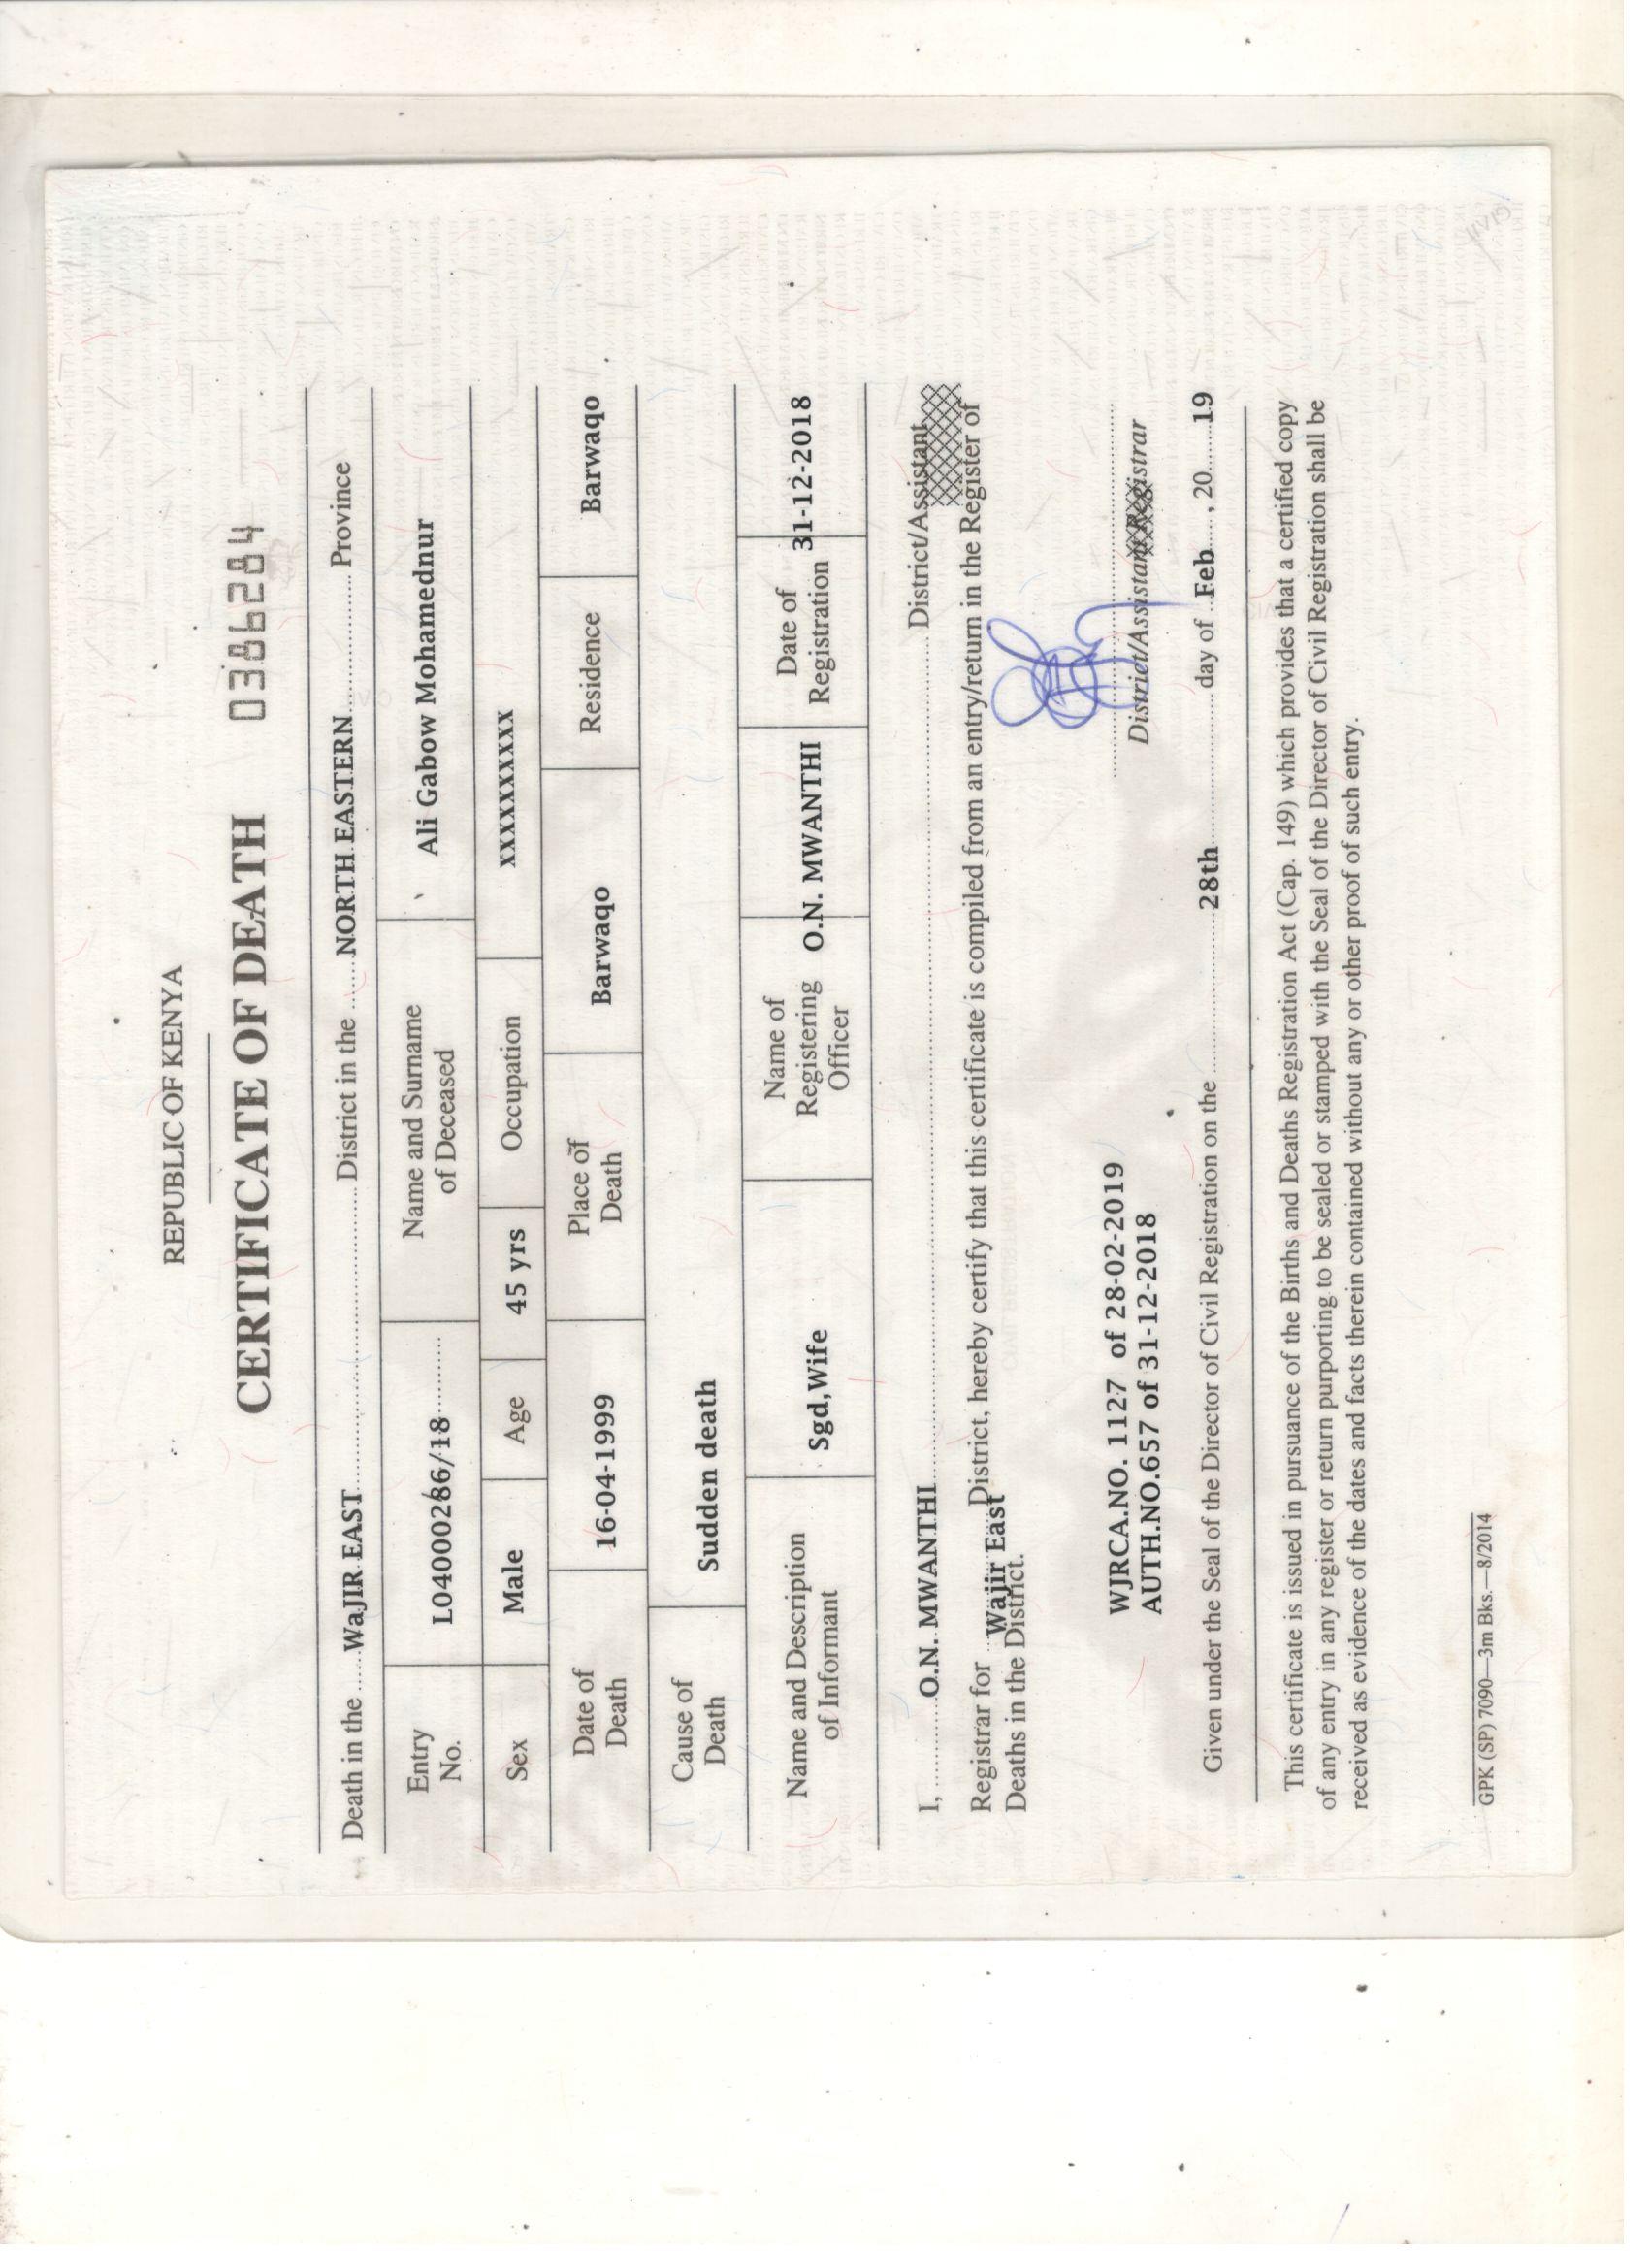 REPUBLIC OF KENYA
CERTIFICATE OF DEATH 0386284
Death in the ......WaJIR EAST...... District in the ......NORTH EASTERN...... Province
Entry No. L04000286/18 Name and Surname of Deceased Ali Gabow Mohamednur
Sex Male Age 45 yrs Occupation xxxxxxxxxx
Date of Death 16-04-1999 Place of Death Barwaqo Residence Barwaqo
Cause of Death Sudden death
Name and Description of Informant Sgd,Wife Name of Registering Officer O.N. MWANTHI Date of Registration 31-12-2018
I, ......O.N. MWANTHI...... District/Assistant
Registrar for ...Wajir East... District, hereby certify that this certificate is compiled from an entry/return in the Register of
Deaths in the District.
WJRCA.NO. 1127 of 28-02-2019
AUTH.NO.657 of 31-12-2018
District/Assistant Registrar
Given under the Seal of the Director of Civil Registration on the ......28th...... day of ..Feb...., 20....19
This certificate is issued in pursuance of the Births and Deaths Registration Act (Cap. 149) which provides that a certified copy
of any entry in any register or return purporting to be sealed or stamped with the Seal of the Director of Civil Registration shall be
received as evidence of the dates and facts therein contained without any or other proof of such entry.
GPK (SP) 7090—3m Bks.—8/2014